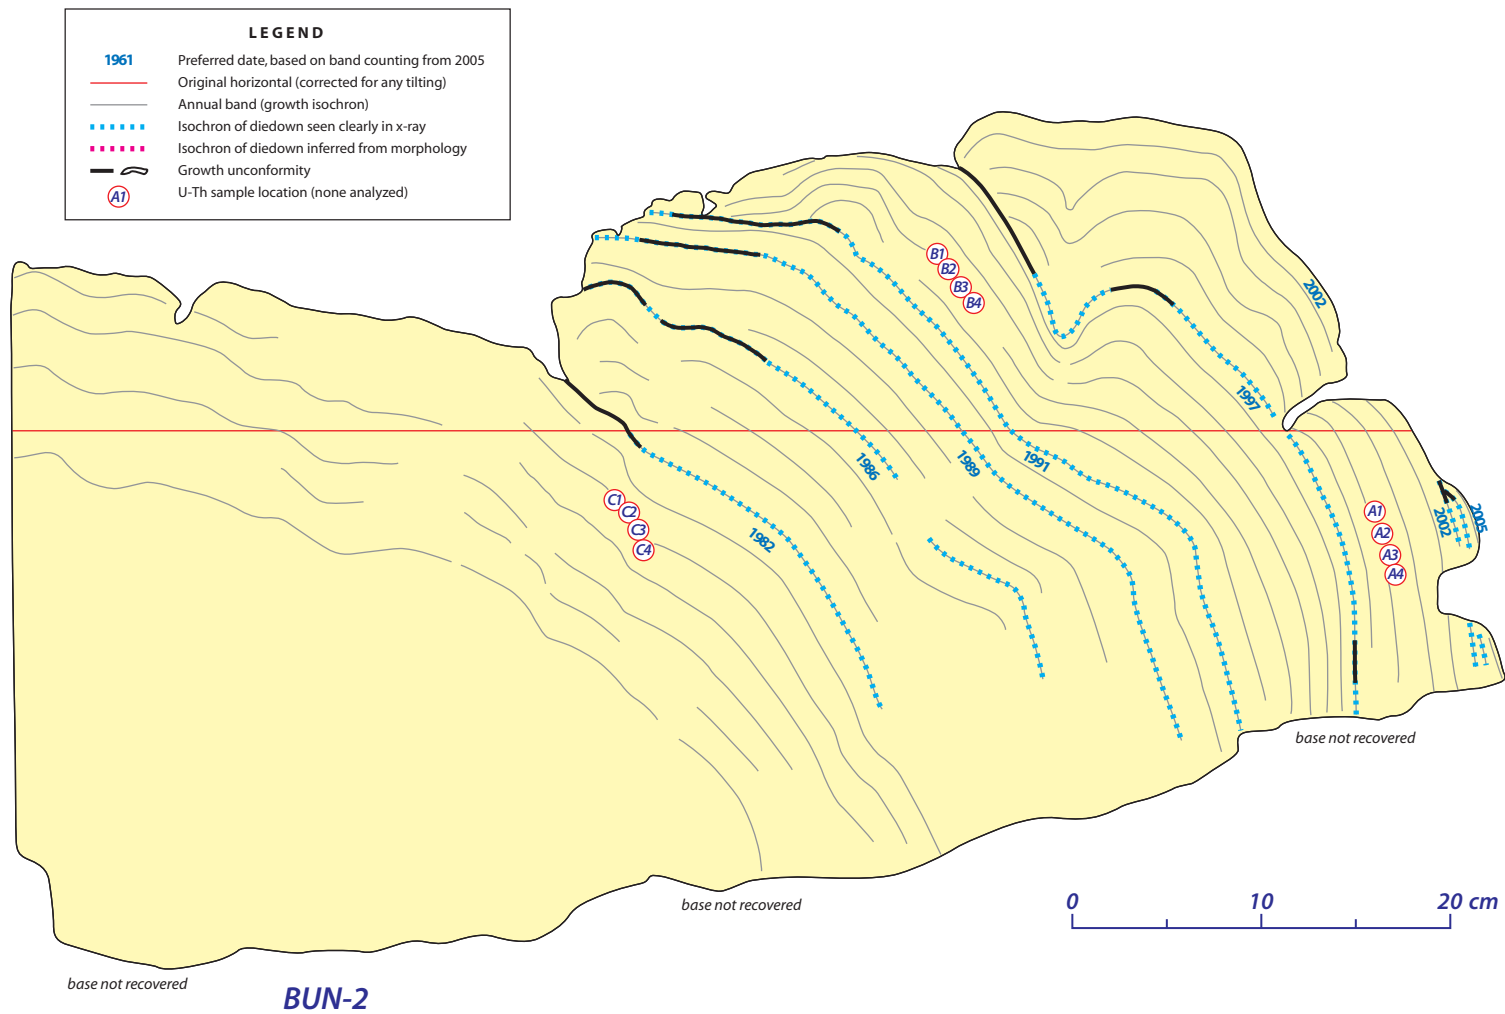 LEGEND
1961 Preferred date, based on band counting from 2005
Original horizontal (corrected for any tilting)
Annual band (growth isochron)
Isochron of diedown seen clearly in x-ray
Isochron of diedown inferred from morphology
Growth unconformity
A1 U-Th sample location (none analyzed)
B1
B2
B3
B4
2002
1997
1986
1989
1991
C1
C2
C3
C4
1982
A1
A2
A3
A4
2002
2005
base not recovered
base not recovered
base not recovered
0 10 20 cm
BUN-2